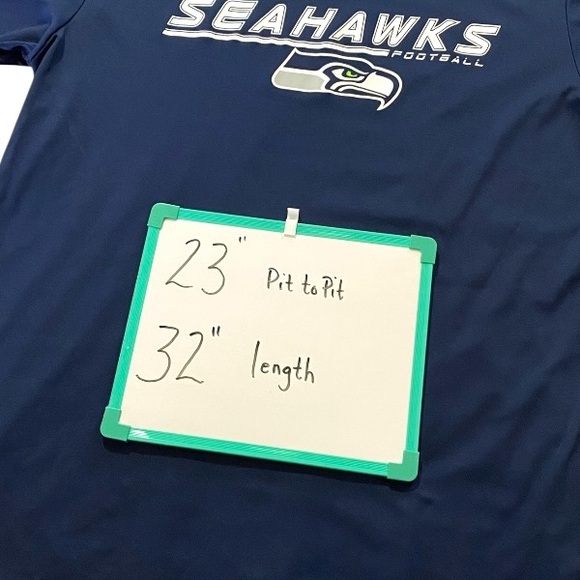 SEAHAWKS
FOOTBALL
23" Pit to Pit
32" length